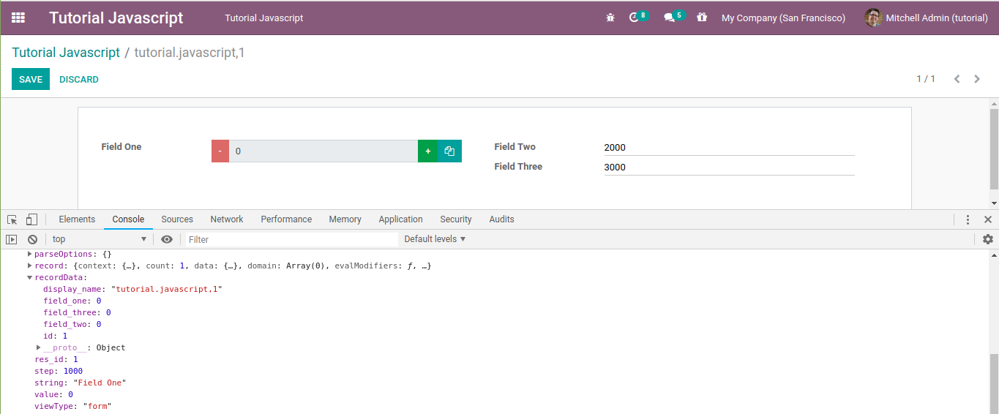 Tutorial Javascript Tutorial Javascript 8 5 My Company (San Francisco) Mitchell Admin (tutorial)
Tutorial Javascript / tutorial.javascript,1
SAVE DISCARD 1 / 1
Field One - 0 + Field Two 2000
Field Three 3000
Elements Console Sources Network Performance Memory Application Security Audits
top Filter Default levels
parseOptions: {}
record: {context: {…}, count: 1, data: {…}, domain: Array(0), evalModifiers: ƒ, …}
recordData:
display_name: "tutorial.javascript,1"
field_one: 0
field_three: 0
field_two: 0
id: 1
__proto__: Object
res_id: 1
step: 1000
string: "Field One"
value: 0
viewType: "form"